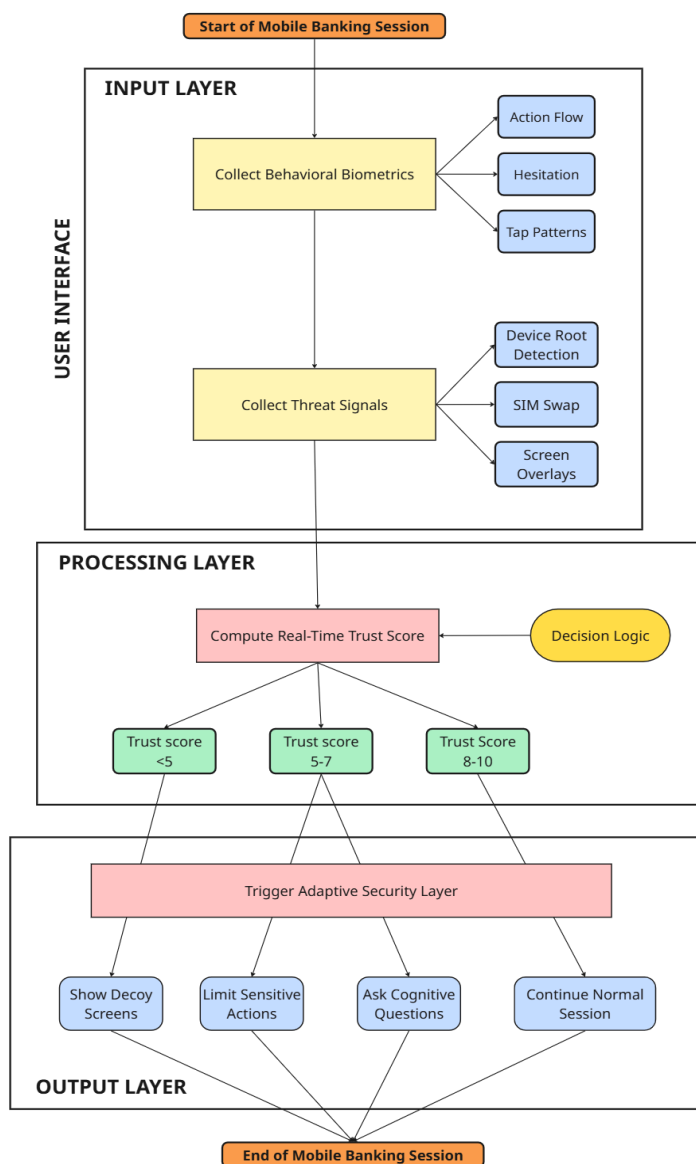 Start of Mobile Banking Session
INPUT LAYER
USER INTERFACE
Collect Behavioral Biometrics
Action Flow
Hesitation
Tap Patterns
Collect Threat Signals
Device Root
Detection
SIM Swap
Screen
Overlays
PROCESSING LAYER
Compute Real-Time Trust Score
Decision Logic
Trust score
<5
Trust score
5-7
Trust Score
8-10
Trigger Adaptive Security Layer
Show Decoy
Screens
Limit Sensitive
Actions
Ask Cognitive
Questions
Continue Normal
Session
OUTPUT LAYER
End of Mobile Banking Session